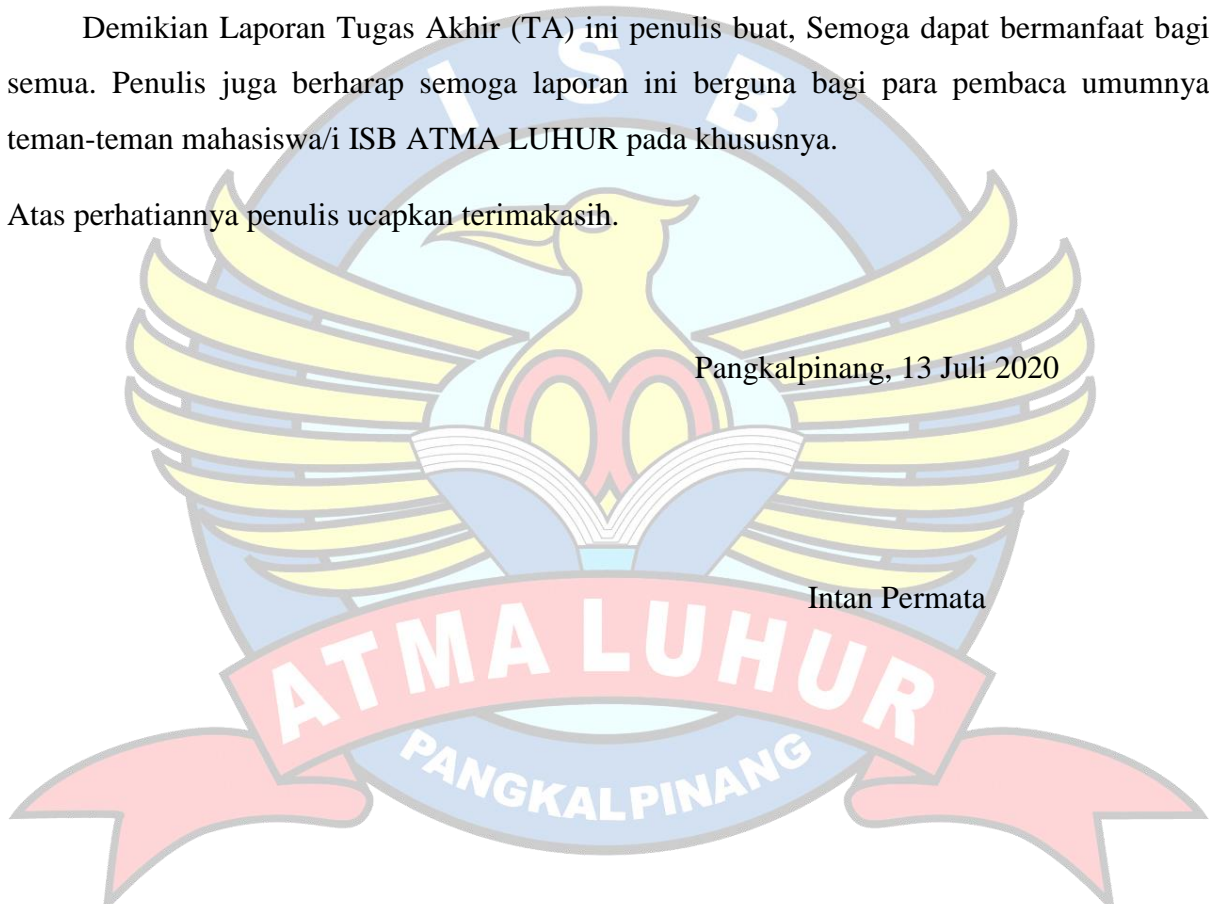 Demikian Laporan Tugas Akhir (TA) ini penulis buat, Semoga dapat bermanfaat bagi
semua. Penulis juga berharap semoga laporan ini berguna bagi para pembaca umumnya
teman-teman mahasiswa/i ISB ATMA LUHUR pada khususnya.
Atas perhatiannya penulis ucapkan terimakasih.
Pangkalpinang, 13 Juli 2020
Intan Permata
I S B
ATMA LUHUR
PANGKALPINANG